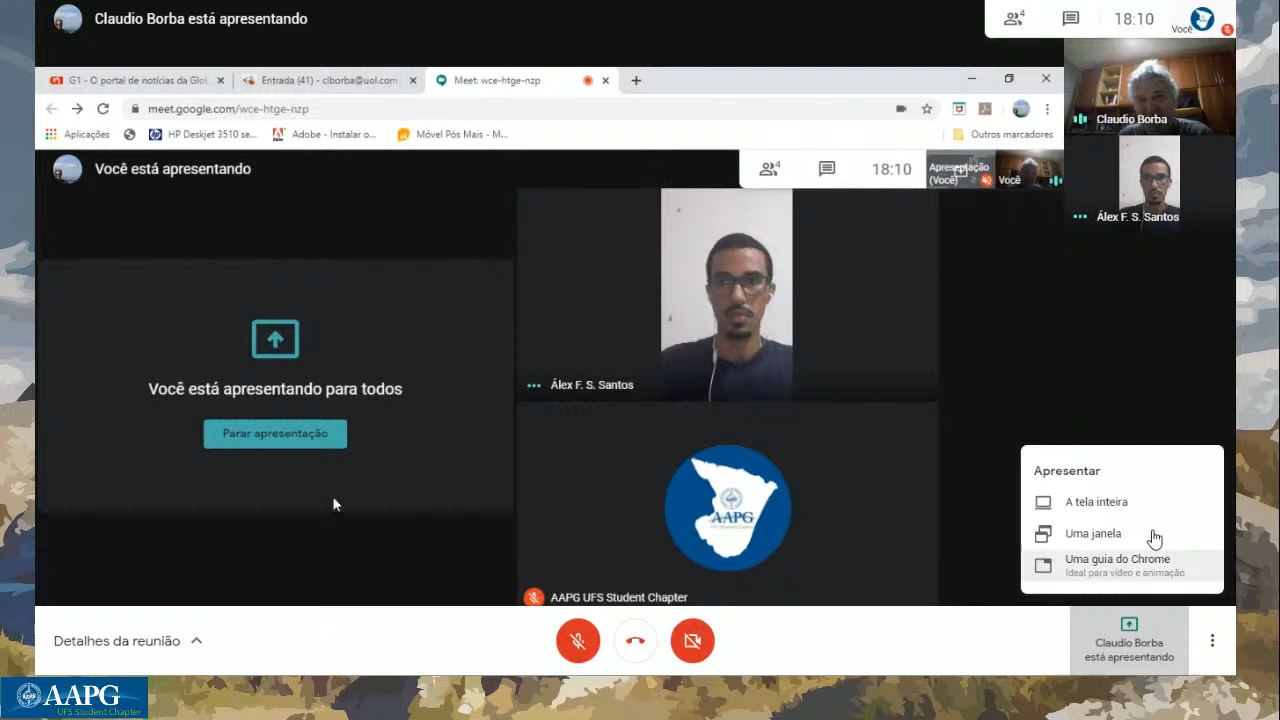 Claudio Borba está apresentando
4
18:10
Você
G1 - O portal de notícias da Glo
Entrada (41) - clborba@uol.com.
Meet: wce-htge-nzp
meet.google.com/wce-htge-nzp
Aplicações
HP Deskjet 3510 se...
Adobe - Instalar o...
Móvel Pós Mais - M...
Outros marcadores
Claudio Borba
Você está apresentando
4
18:10
Apresentação
(Você)
Você
Álex F. S. Santos
Você está apresentando para todos
Parar apresentação
Álex F. S. Santos
AAPG
AAPG UFS Student Chapter
Apresentar
A tela inteira
Uma janela
Uma guia do Chrome
Ideal para vídeo e animação
Detalhes da reunião
Claudio Borba
está apresentando
AAPG
UFS Student Chapter